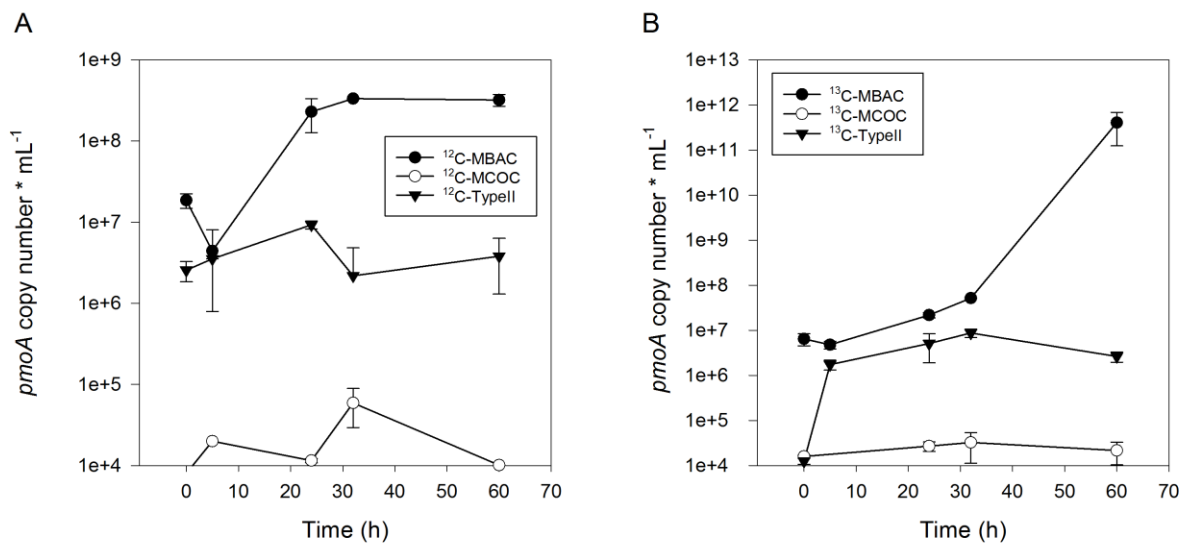 A
1e+9
1e+8
1e+7
1e+6
1e+5
1e+4
pmoA copy number * mL⁻¹
¹²C-MBAC
¹²C-MCOC
¹²C-TypeII
0 10 20 30 40 50 60 70
Time (h)
B
1e+13
1e+12
1e+11
1e+10
1e+9
1e+8
1e+7
1e+6
1e+5
1e+4
pmoA copy number * mL⁻¹
¹³C-MBAC
¹³C-MCOC
¹³C-TypeII
0 10 20 30 40 50 60 70
Time (h)